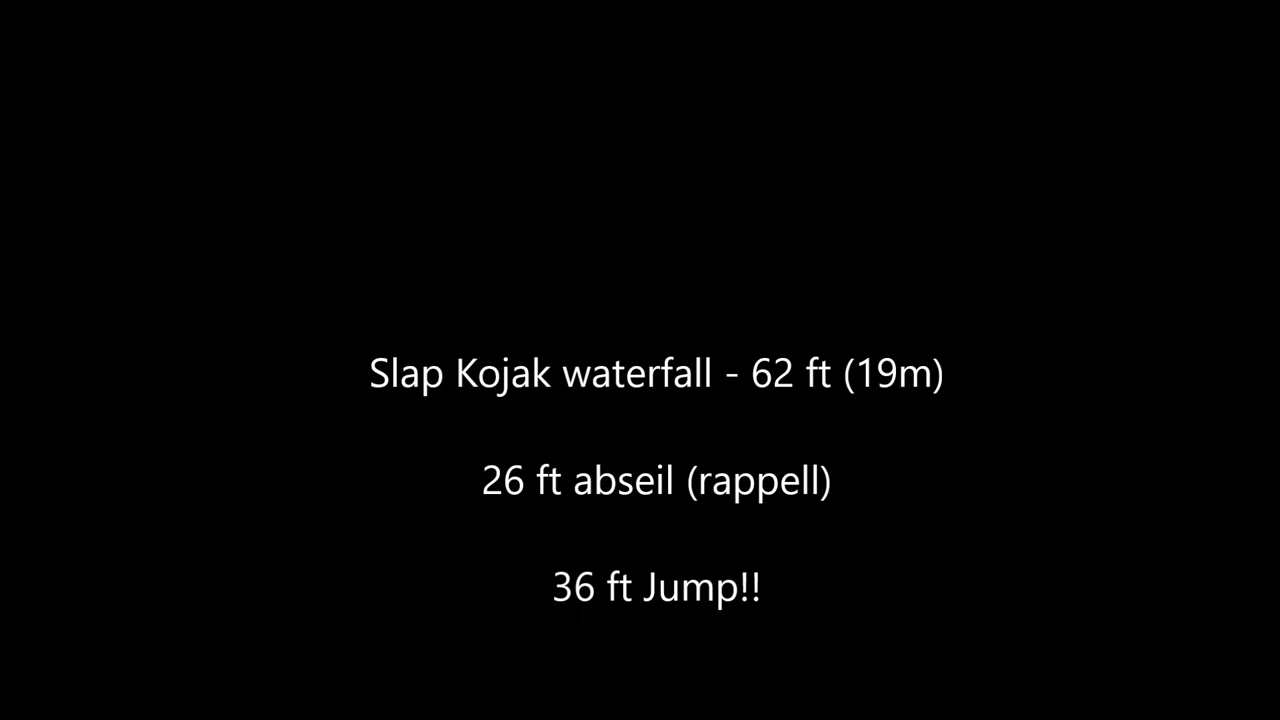 Slap Kojak waterfall - 62 ft (19m)
26 ft abseil (rappell)
36 ft Jump!!